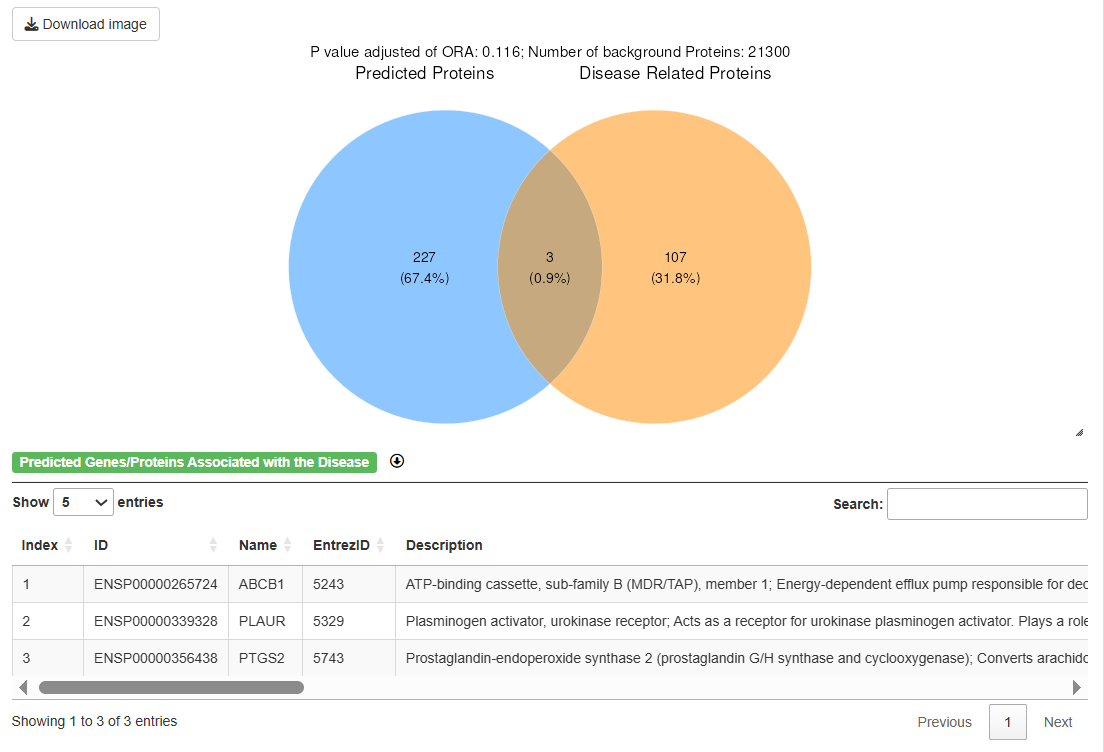 Download image
P value adjusted of ORA: 0.116; Number of background Proteins: 21300
Predicted Proteins Disease Related Proteins
227 3 107
(67.4%) (0.9%) (31.8%)
Predicted Genes/Proteins Associated with the Disease
Show 5 entries Search:
Index ID Name EntrezID Description
1 ENSP00000265724 ABCB1 5243 ATP-binding cassette, sub-family B (MDR/TAP), member 1; Energy-dependent efflux pump responsible for dec
2 ENSP00000339328 PLAUR 5329 Plasminogen activator, urokinase receptor; Acts as a receptor for urokinase plasminogen activator. Plays a role
3 ENSP00000356438 PTGS2 5743 Prostaglandin-endoperoxide synthase 2 (prostaglandin G/H synthase and cyclooxygenase); Converts arachidc
Showing 1 to 3 of 3 entries Previous 1 Next